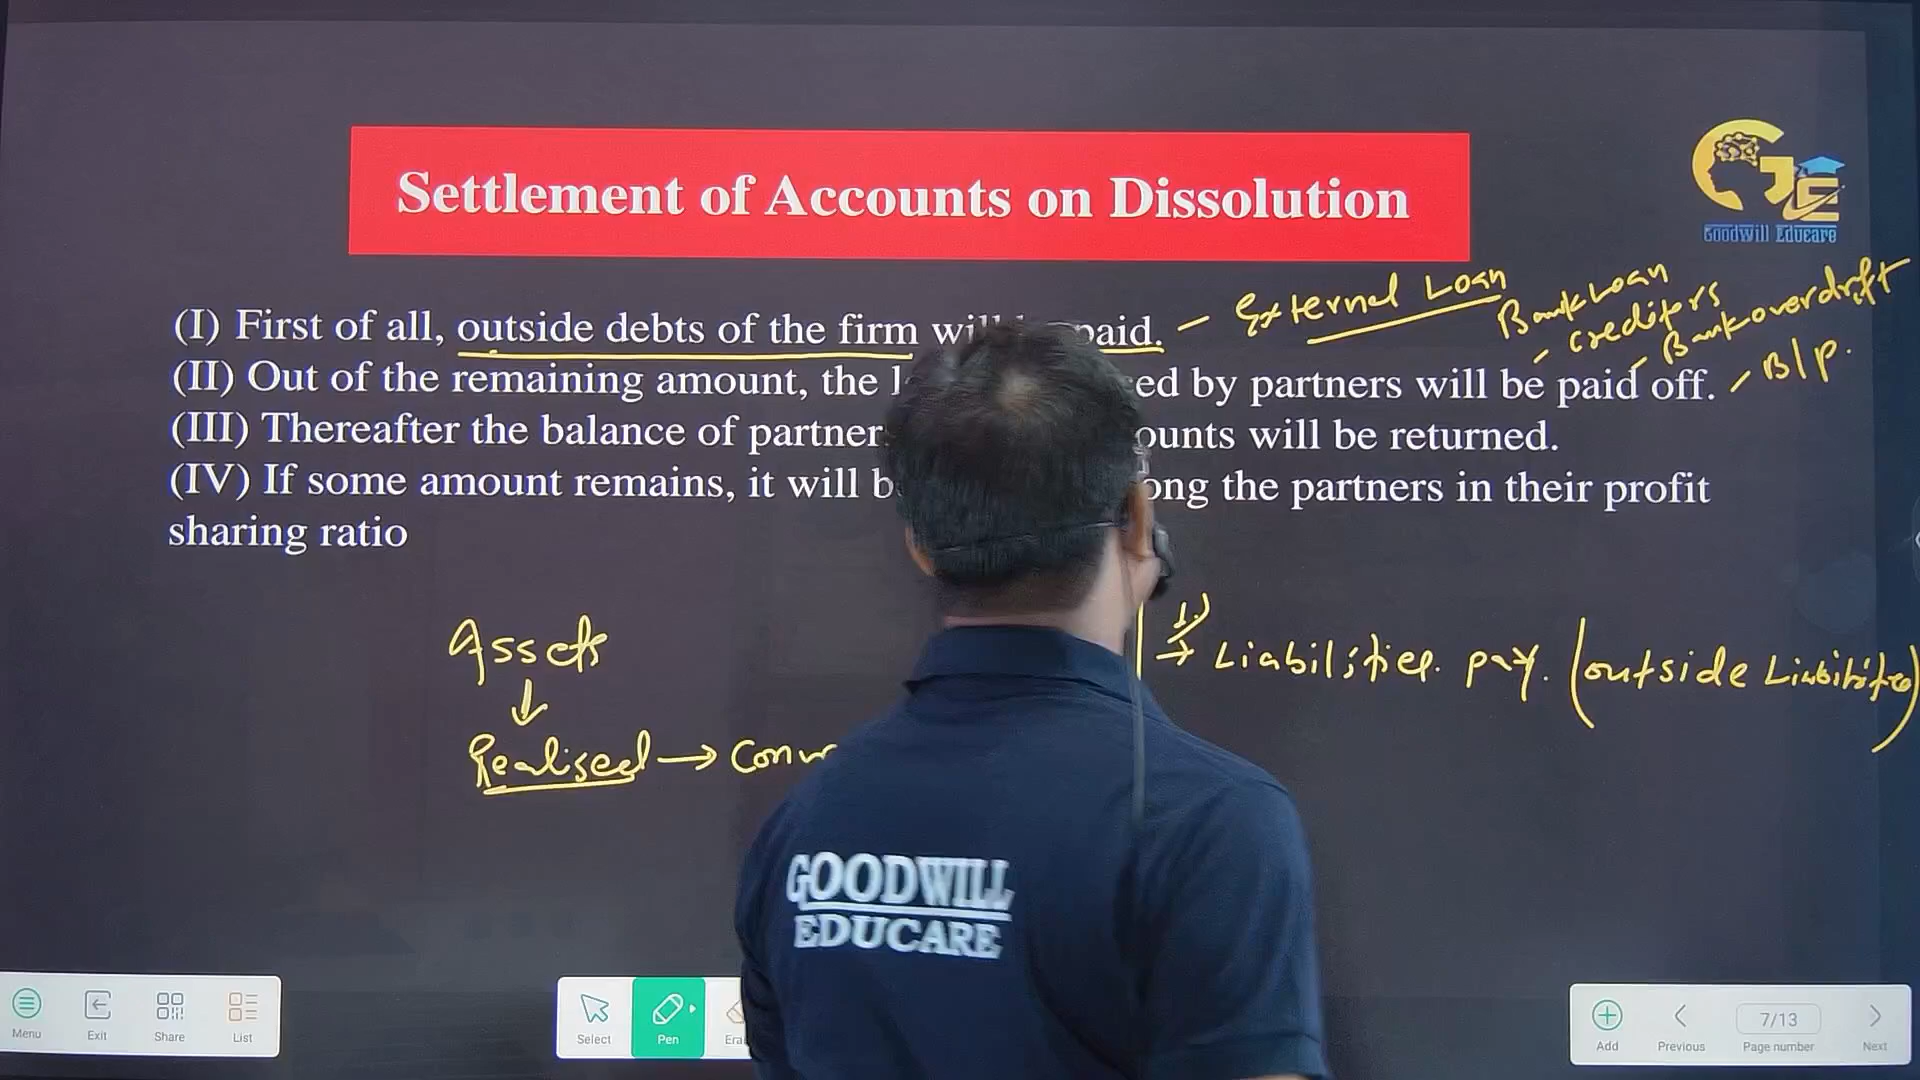 Settlement of Accounts on Dissolution
Goodwill Educare
(I) First of all, outside debts of the firm will paid. – External Loan
Bank Loan
- Creditors
- Bank overdraft
- B/P.
(II) Out of the remaining amount, the by partners will be paid off.
(III) Thereafter the balance of will be returned.
(IV) If some amount remains, it will the partners in their profit
sharing ratio
Assets
↓
Realised →
1.)
→ Liabilities pay. (outside Liabilities)
GOODWILL
EDUCARE
Menu
Exit
Share
List
Select
Pen
Add
Previous
7/13
Page number
Next